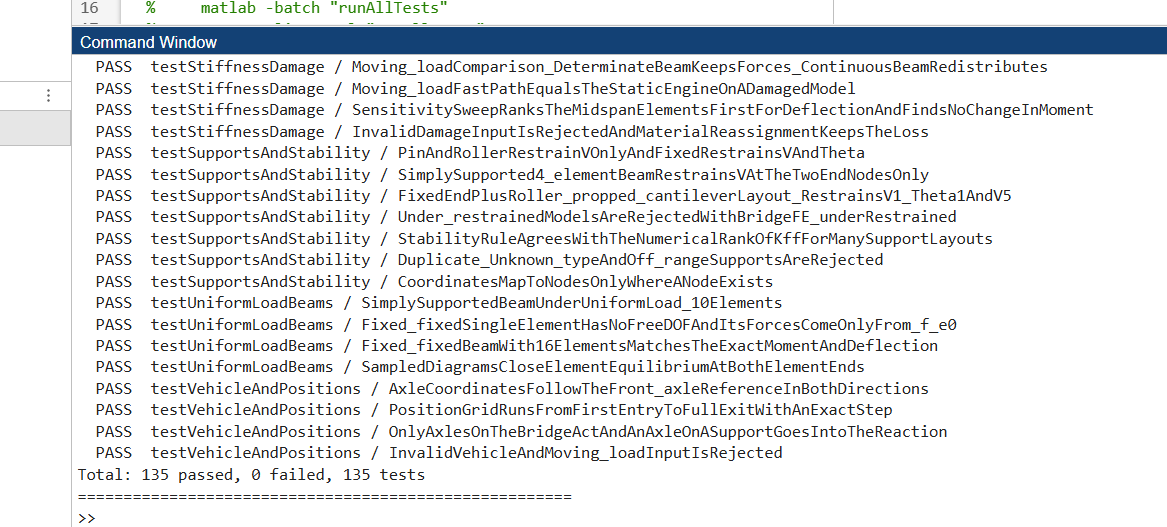 16 % matlab -batch "runAllTests"
Command Window
PASS testStiffnessDamage / Moving_loadComparison_DeterminateBeamKeepsForces_ContinuousBeamRedistributes
PASS testStiffnessDamage / Moving_loadFastPathEqualsTheStaticEngineOnADamagedModel
PASS testStiffnessDamage / SensitivitySweepRanksTheMidspanElementsFirstForDeflectionAndFindsNoChangeInMoment
PASS testStiffnessDamage / InvalidDamageInputIsRejectedAndMaterialReassignmentKeepsTheLoss
PASS testSupportsAndStability / PinAndRollerRestrainVOnlyAndFixedRestrainsVAndTheta
PASS testSupportsAndStability / SimplySupported4_elementBeamRestrainsVAtTheTwoEndNodesOnly
PASS testSupportsAndStability / FixedEndPlusRoller_propped_cantileverLayout_RestrainsV1_Theta1AndV5
PASS testSupportsAndStability / Under_restrainedModelsAreRejectedWithBridgeFE_underRestrained
PASS testSupportsAndStability / StabilityRuleAgreesWithTheNumericalRankOfKffForManySupportLayouts
PASS testSupportsAndStability / Duplicate_Unknown_typeAndOff_rangeSupportsAreRejected
PASS testSupportsAndStability / CoordinatesMapToNodesOnlyWhereANodeExists
PASS testUniformLoadBeams / SimplySupportedBeamUnderUniformLoad_10Elements
PASS testUniformLoadBeams / Fixed_fixedSingleElementHasNoFreeDOFAndItsForcesComeOnlyFrom_f_e0
PASS testUniformLoadBeams / Fixed_fixedBeamWith16ElementsMatchesTheExactMomentAndDeflection
PASS testUniformLoadBeams / SampledDiagramsCloseElementEquilibriumAtBothElementEnds
PASS testVehicleAndPositions / AxleCoordinatesFollowTheFront_axleReferenceInBothDirections
PASS testVehicleAndPositions / PositionGridRunsFromFirstEntryToFullExitWithAnExactStep
PASS testVehicleAndPositions / OnlyAxlesOnTheBridgeActAndAnAxleOnASupportGoesIntoTheReaction
PASS testVehicleAndPositions / InvalidVehicleAndMoving_loadInputIsRejected
Total: 135 passed, 0 failed, 135 tests
======================================================
>>